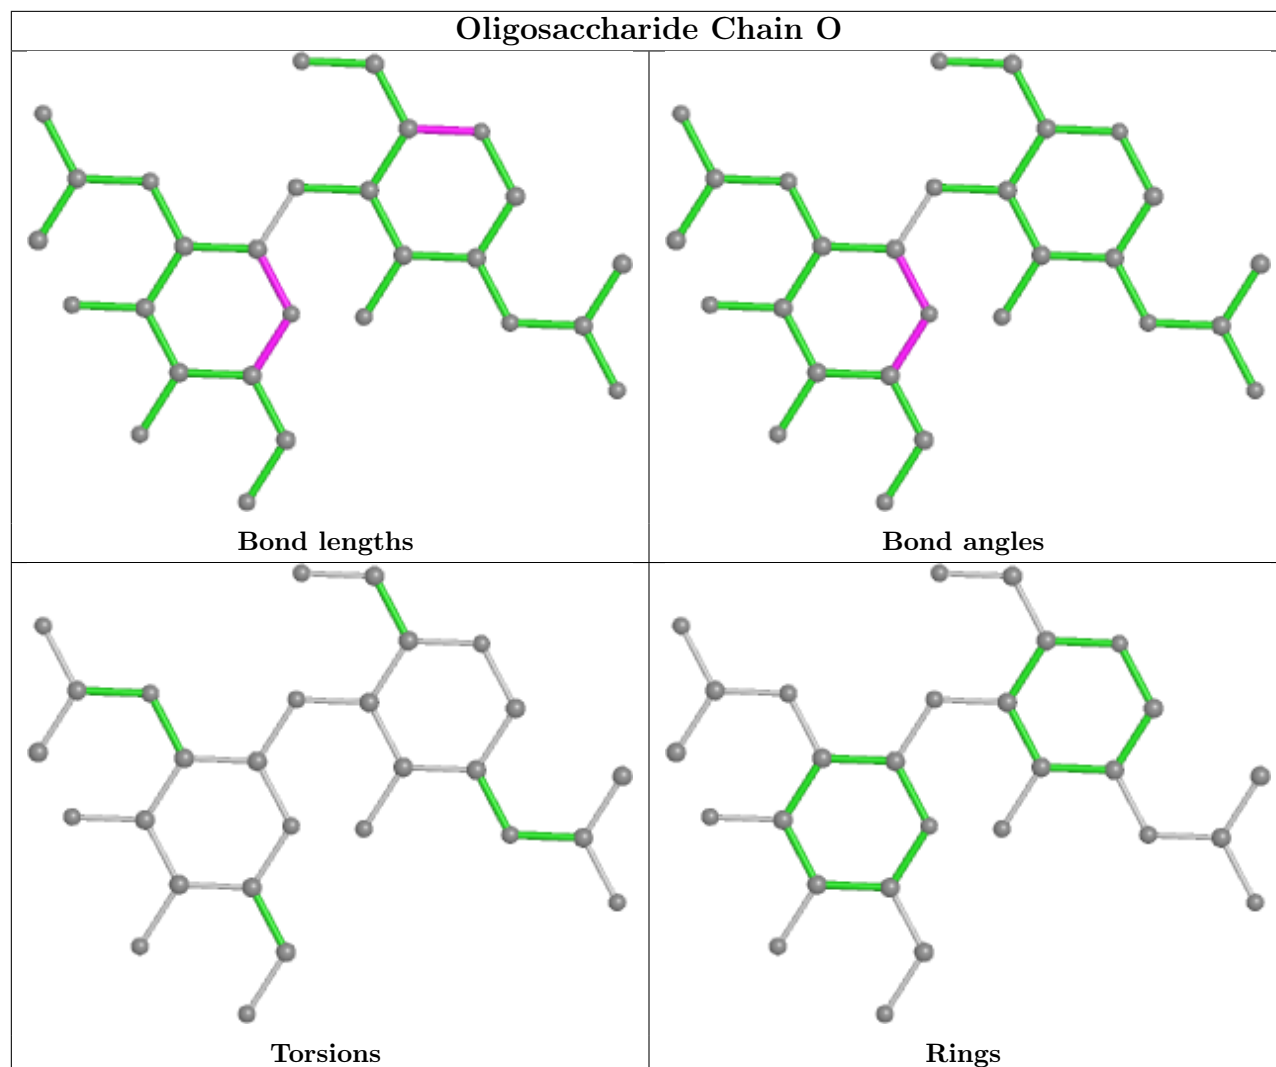 Oligosaccharide Chain O
Bond lengths
Bond angles
Torsions
Rings